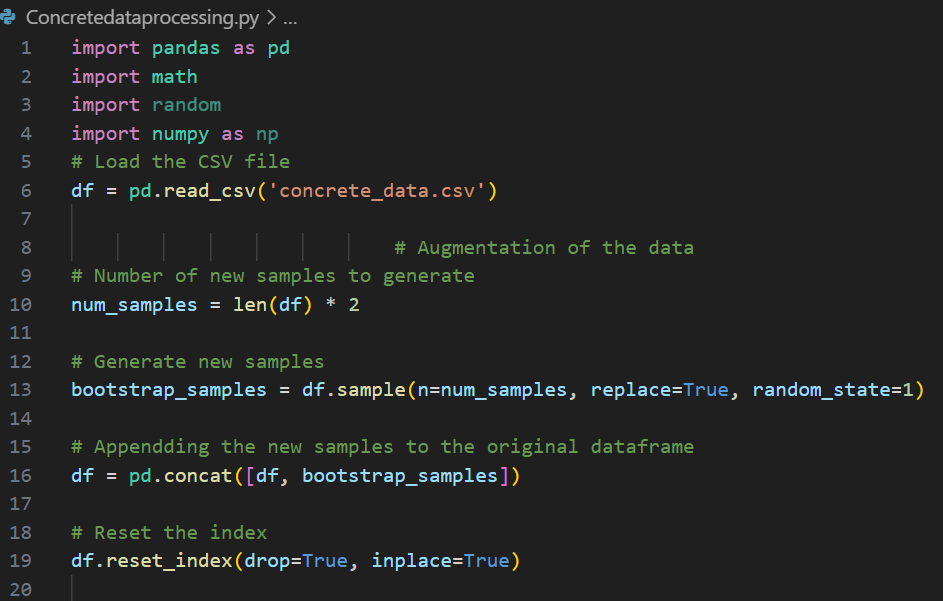 Concretedataprocessing.py > ...
1 import pandas as pd
2 import math
3 import random
4 import numpy as np
5 # Load the CSV file
6 df = pd.read_csv('concrete_data.csv')
7
8 # Augmentation of the data
9 # Number of new samples to generate
10 num_samples = len(df) * 2
11
12 # Generate new samples
13 bootstrap_samples = df.sample(n=num_samples, replace=True, random_state=1)
14
15 # Appendding the new samples to the original dataframe
16 df = pd.concat([df, bootstrap_samples])
17
18 # Reset the index
19 df.reset_index(drop=True, inplace=True)
20